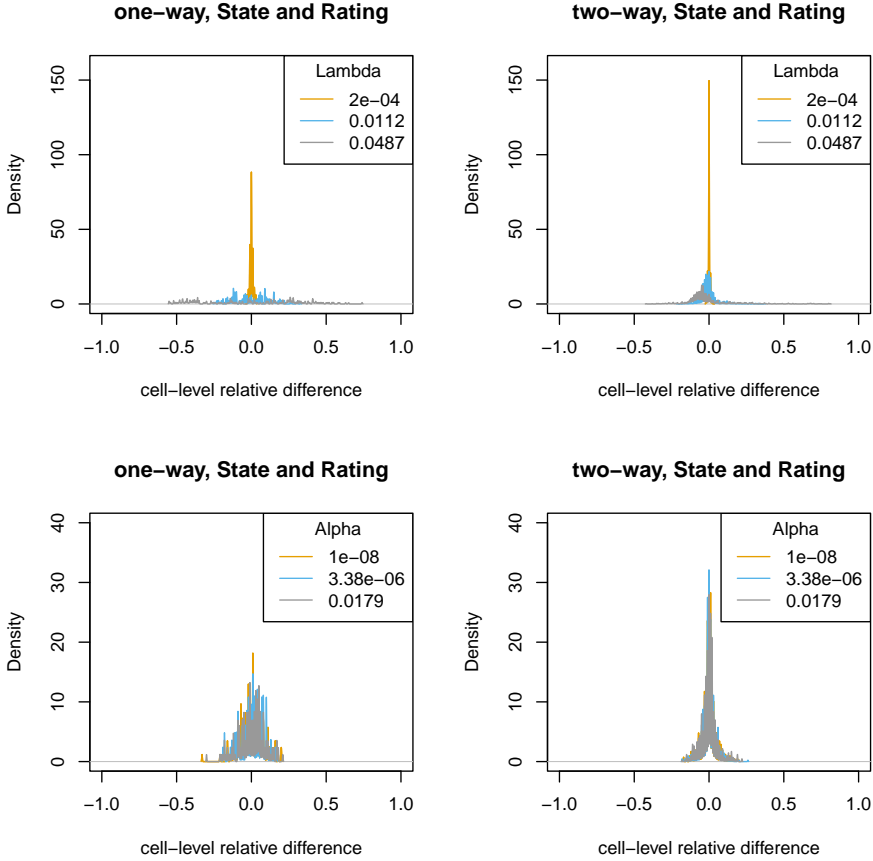 one−way, State and Rating
Density
0
50
100
150
Lambda
2e−04
0.0112
0.0487
−1.0
−0.5
0.0
0.5
1.0
cell−level relative difference
two−way, State and Rating
Density
0
50
100
150
Lambda
2e−04
0.0112
0.0487
−1.0
−0.5
0.0
0.5
1.0
cell−level relative difference
one−way, State and Rating
Density
0
10
20
30
40
Alpha
1e−08
3.38e−06
0.0179
−1.0
−0.5
0.0
0.5
1.0
cell−level relative difference
two−way, State and Rating
Density
0
10
20
30
40
Alpha
1e−08
3.38e−06
0.0179
−1.0
−0.5
0.0
0.5
1.0
cell−level relative difference